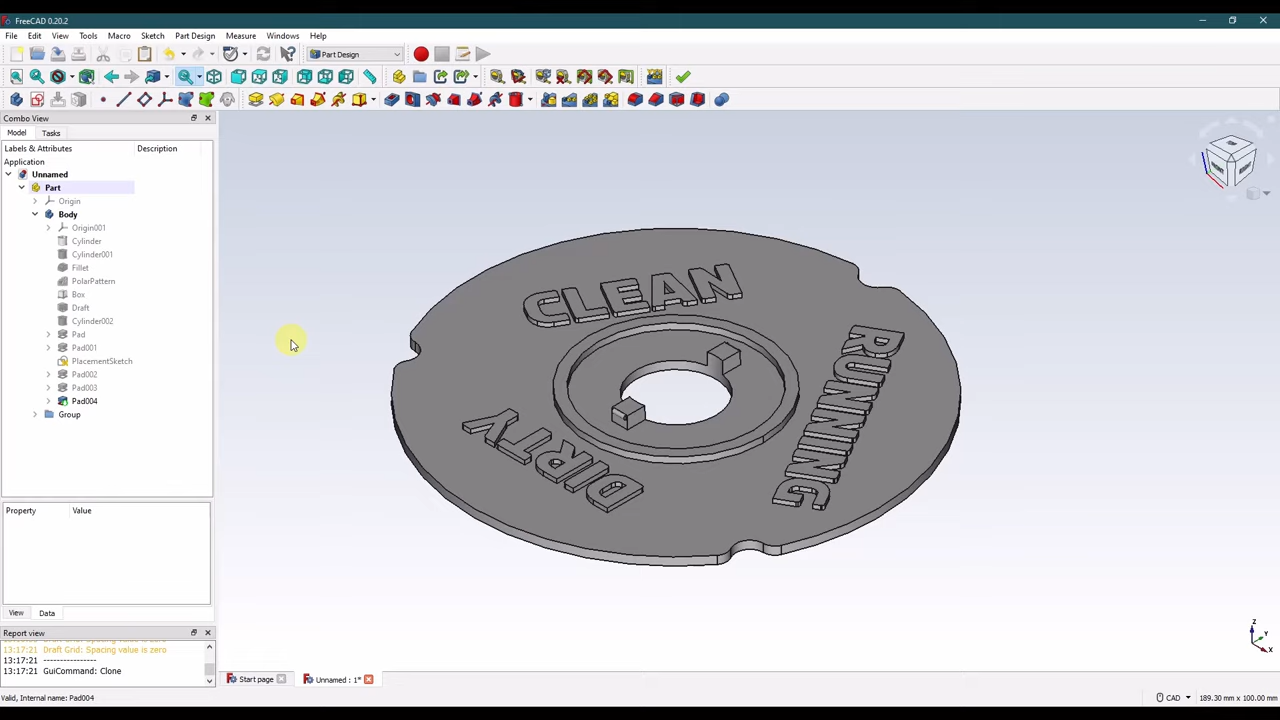 FreeCAD 0.20.2
File Edit View Tools Macro Sketch Part Design Measure Windows Help
Part Design
Combo View
Model Tasks
Labels & Attributes Description
Application
Unnamed
Part
Origin
Body
Origin001
Cylinder
Cylinder001
Fillet
PolarPattern
Box
Draft
Cylinder002
Pad
Pad001
PlacementSketch
Pad002
Pad003
Pad004
Group
CLEAN
RUNNING
DIRTY
Property Value
View Data
Report view
13:17:21 Draft Grid: Spacing value is zero
13:17:21 ----------------
13:17:21 GuiCommand: Clone
Start page Unnamed : 1*
Valid, Internal name: Pad004
CAD 189.30 mm x 100.00 mm
Z
Y
X